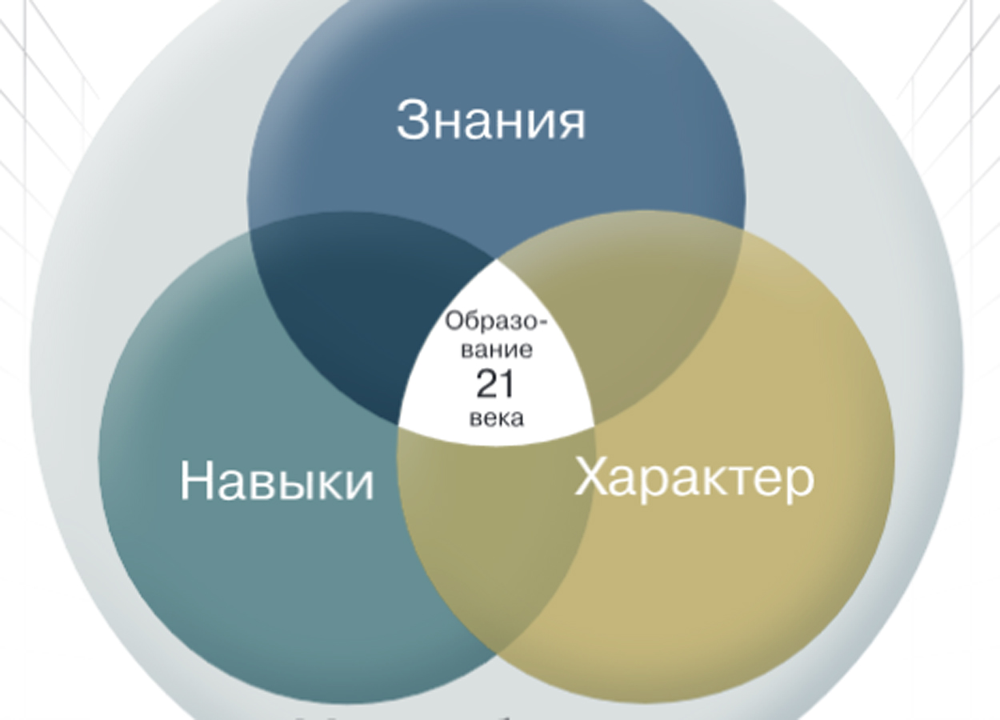 Знания
Образо-
вание
21
века
Навыки
Характер